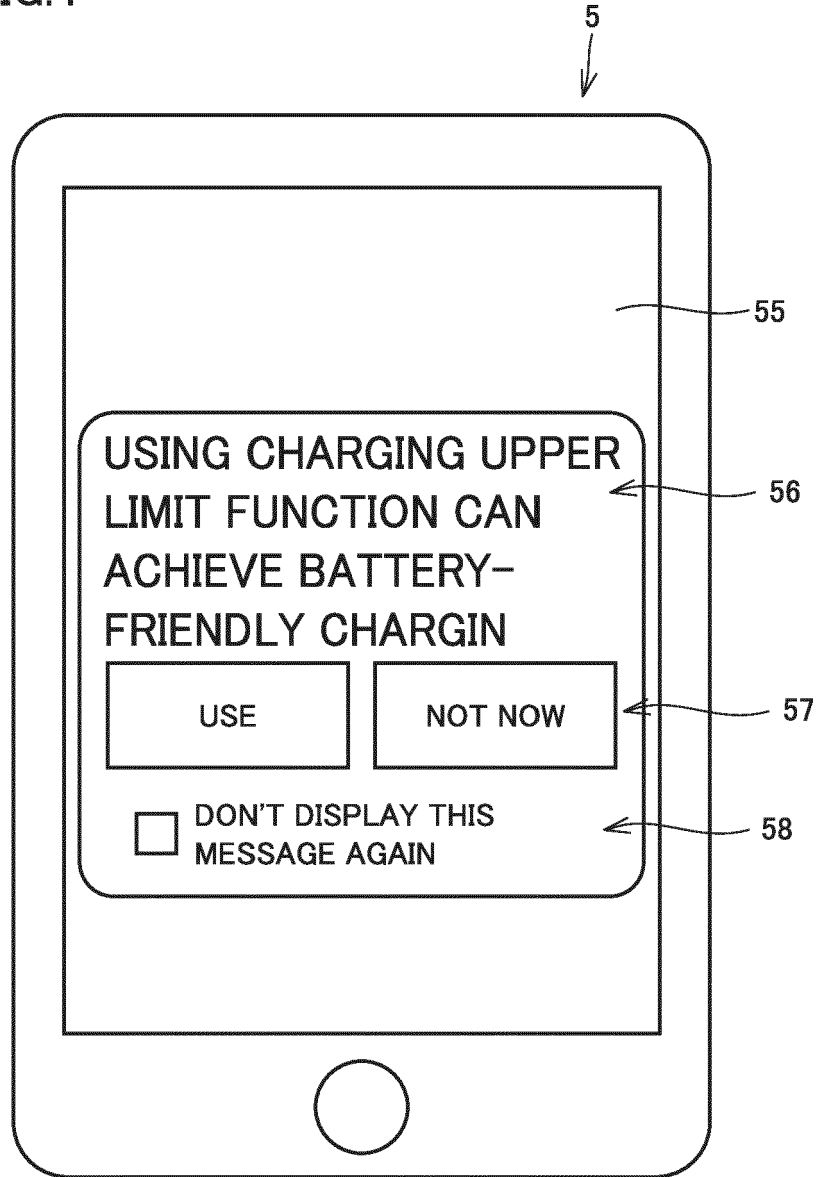 5
55
USING CHARGING UPPER
LIMIT FUNCTION CAN
ACHIEVE BATTERY-
FRIENDLY CHARGIN
56
USE
NOT NOW
57
DON'T DISPLAY THIS
MESSAGE AGAIN
58